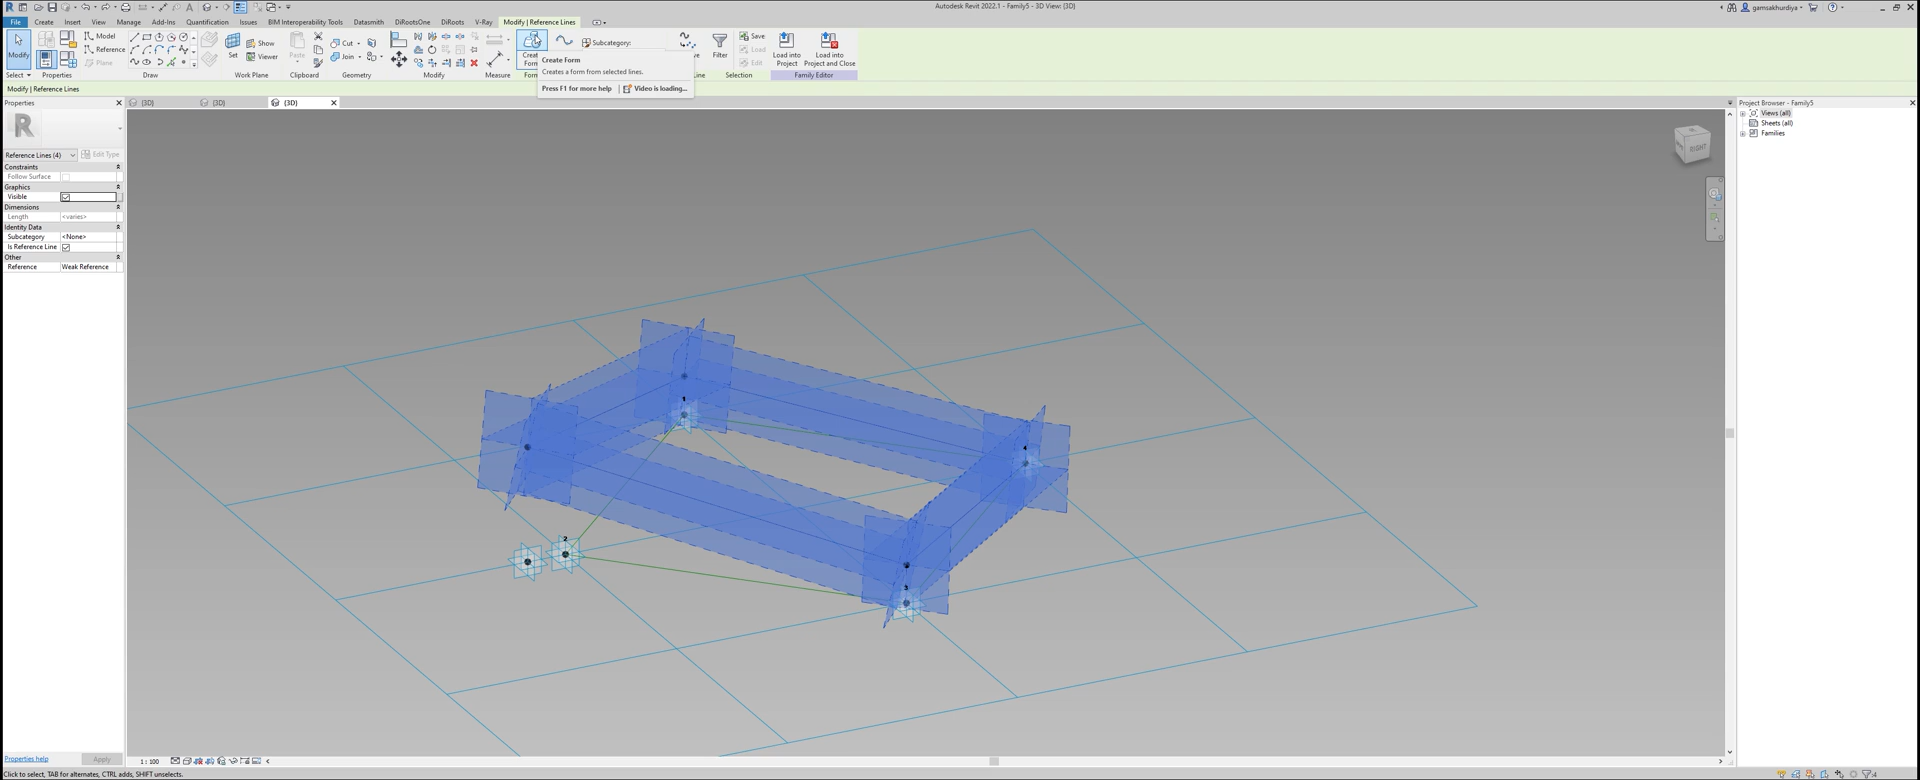 Autodesk Revit 2022.1 - Family5 - 3D View: {3D}
gamsakhurdiya
File Create Insert View Manage Add-Ins Quantification Issues BIM Interoperability Tools Datasmith DiRootsOne DiRoots V-Ray Modify | Reference Lines
Modify
Model
Reference
Plane
Set
Show
Viewer
Paste
Cut
Join
Create
Form
Subcategory:
Filter
Save
Load
Edit
Load into
Project
Load into
Project and Close
Select Properties Draw Work Plane Clipboard Geometry Modify Measure Selection Family Editor
Create Form
Creates a form from selected lines.
Press F1 for more help
Video is loading...
Modify | Reference Lines
Properties
{3D}
{3D}
{3D}
Project Browser - Family5
Views (all)
Sheets (all)
Families
Reference Lines (4)
Edit Type
Constraints
Follow Surface
Graphics
Visible
Dimensions
Length <varies>
Identity Data
Subcategory <None>
Is Reference Line
Other
Reference Weak Reference
RIGHT
1
4
2
3
Properties help
Apply
1 : 100
Click to select, TAB for alternates, CTRL adds, SHIFT unselects.
:4